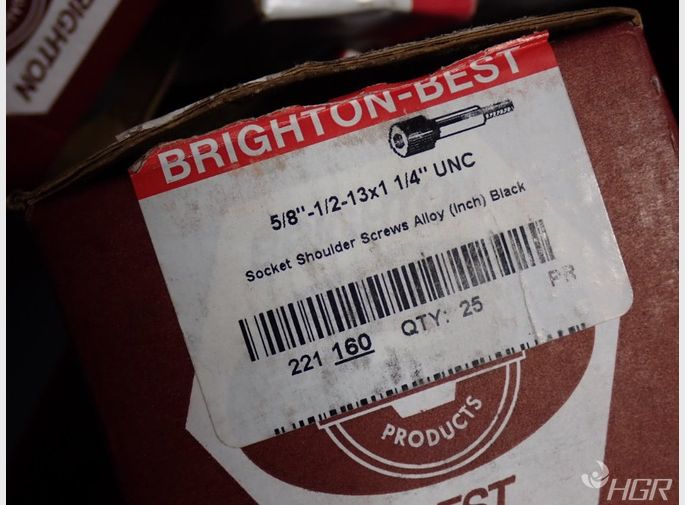 BRIGHTON
BRIGHTON-BEST
5/8"-1/2-13x1 1/4" UNC
Socket Shoulder Screws Alloy (Inch) Black
221 160 QTY: 25 PR
PRODUCTS
HGR